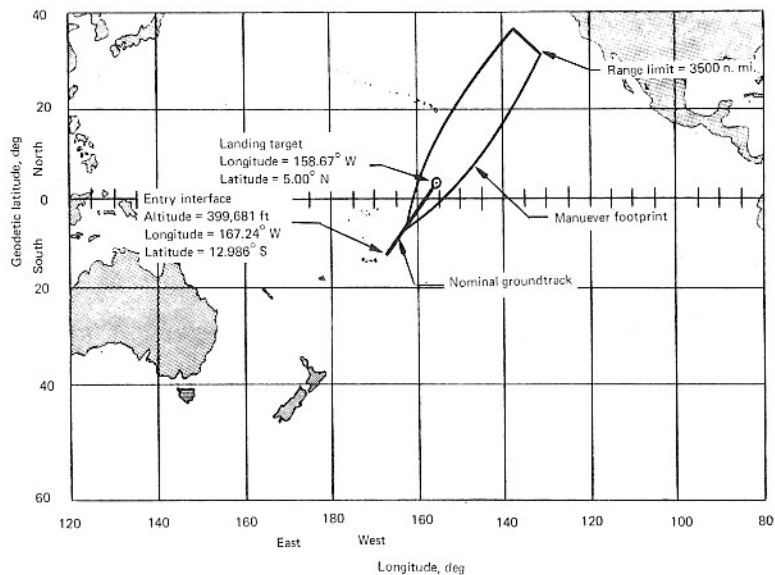 40
20
0
20
40
60
Geodetic latitude, deg
North
South
Range limit = 3500 n. mi.
Landing target
Longitude = 158.67° W
Latitude = 5.00° N
Entry interface
Altitude = 399,681 ft
Longitude = 167.24° W
Latitude = 12.986° S
Manuever footprint
Nominal groundtrack
120 140 160 180 160 140 120 100 80
East West
Longitude, deg